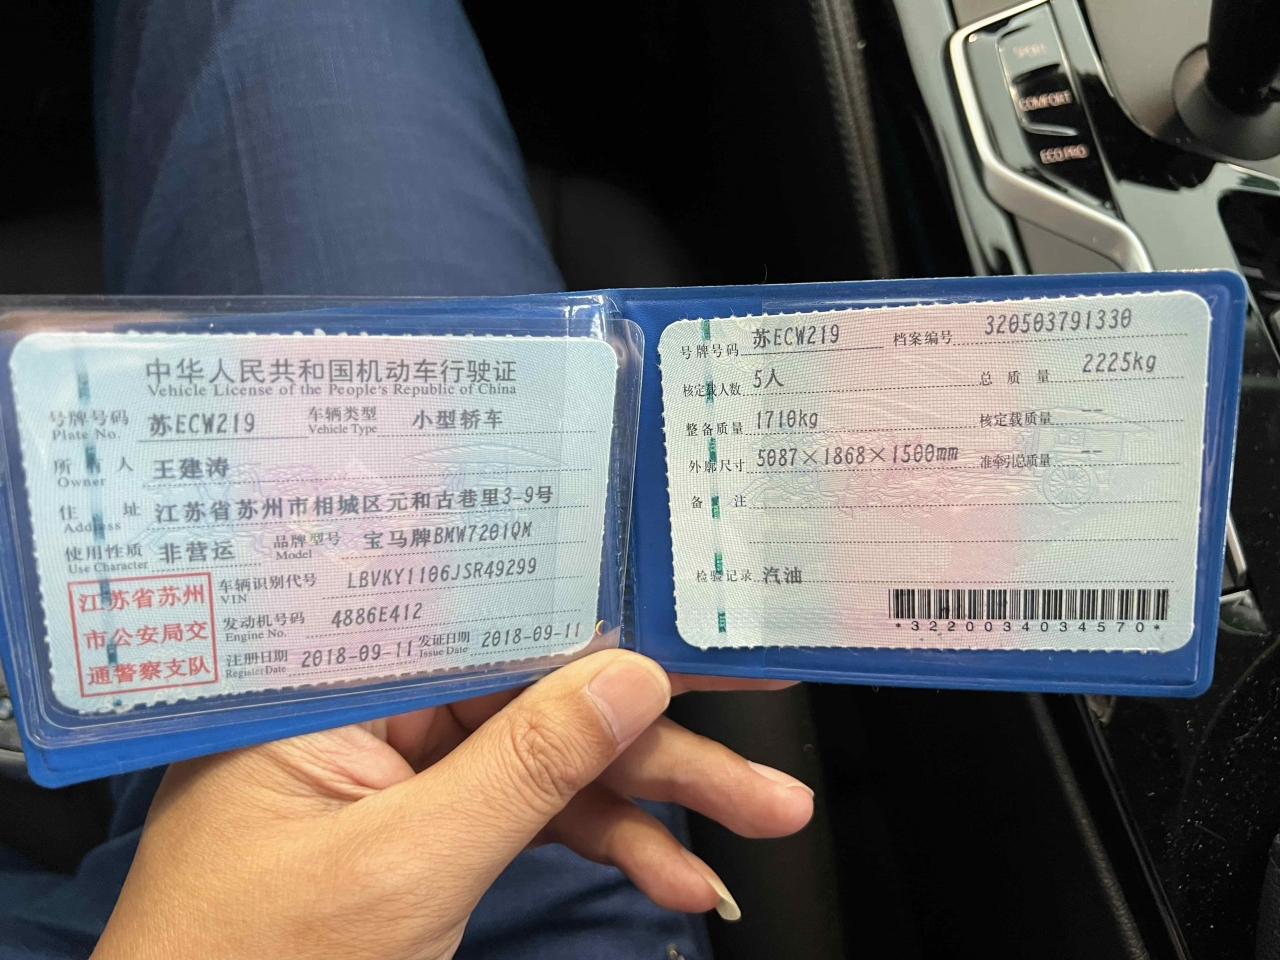 SPORT
COMFORT
ECO PRO
中华人民共和国机动车行驶证
Vehicle License of the People's Republic of China
号牌号码 苏ECW219 车辆类型 小型轿车
Plate No. Vehicle Type
所有人 王建涛
Owner
住址 江苏省苏州市相城区元和古巷里3-9号
Address
使用性质 非营运 品牌型号 宝马牌BMW7201QM
Use Character Model
江苏省苏州
市公安局交
通警察支队
车辆识别代号 LBVKY1106JSR49299
VIN
发动机号码 4886E412
Engine No.
注册日期 2018-09-11 发证日期 2018-09-11
Register Date Issue Date
号牌号码 苏ECW219 档案编号 320503791330
核定载人数 5人 总质量 2225kg
整备质量 1710kg 核定载质量 --
外廓尺寸 5087×1868×1500mm 准牵引总质量 --
备注
检验记录 汽油
*3220034034570*